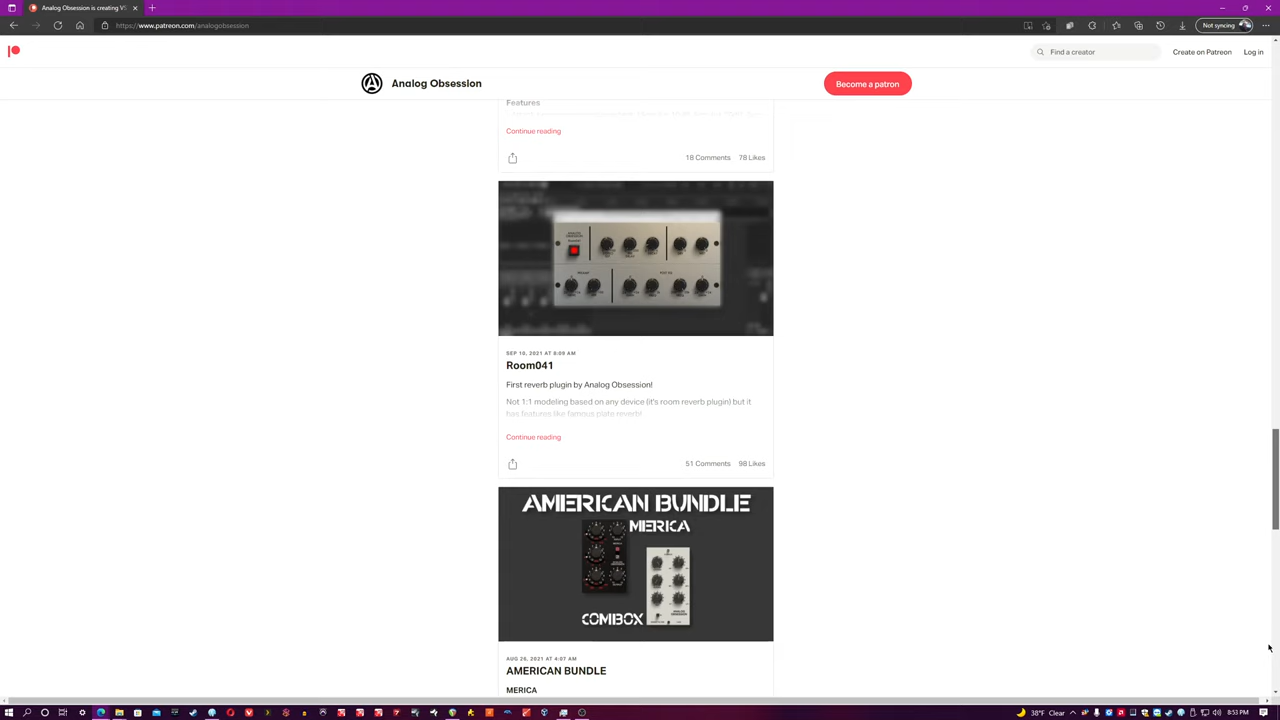 Analog Obsession is creating VS
https://www.patreon.com/analogobsession
Not syncing
Find a creator
Create on Patreon
Log in
Analog Obsession
Become a patron
Features
Continue reading
18 Comments
78 Likes
SEP 10, 2021 AT 8:09 AM
Room041
First reverb plugin by Analog Obsession!
Not 1:1 modeling based on any device (it's room reverb plugin) but it
has features like famous plate reverb!
Continue reading
51 Comments
98 Likes
AMERICAN BUNDLE
MERICA
COMBOX
AUG 26, 2021 AT 4:07 AM
AMERICAN BUNDLE
MERICA
38°F Clear
8:53 PM